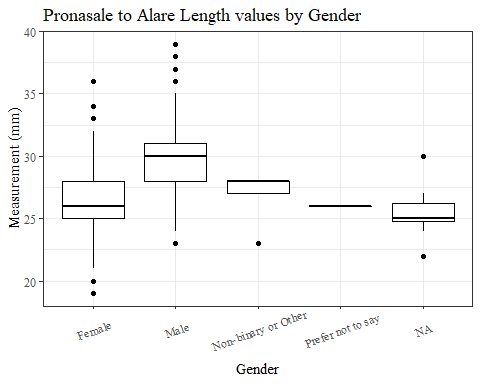 Pronasale to Alare Length values by Gender
Measurement (mm)
40
35
30
25
20
Female
Male
Non-binary or Other
Prefer not to say
NA
Gender